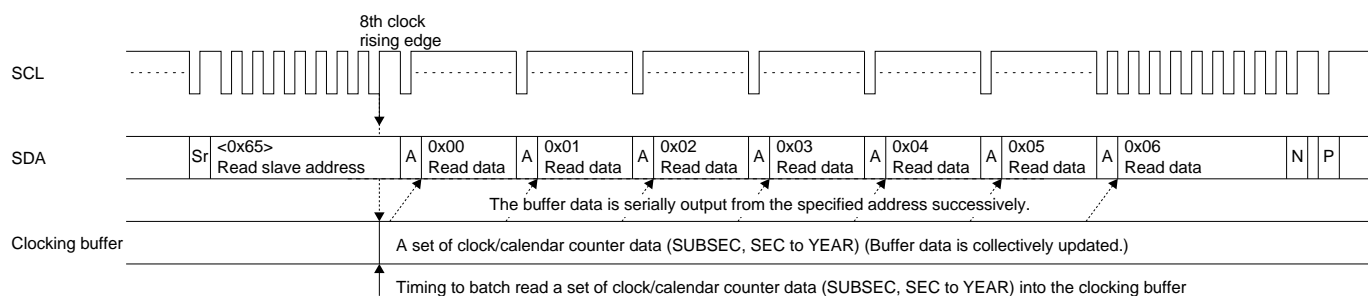 8th clock
rising edge
SCL
SDA
Sr
<0x65>
Read slave address
A
0x00
Read data
A
0x01
Read data
A
0x02
Read data
A
0x03
Read data
A
0x04
Read data
A
0x05
Read data
A
0x06
Read data
N
P
The buffer data is serially output from the specified address successively.
Clocking buffer
A set of clock/calendar counter data (SUBSEC, SEC to YEAR) (Buffer data is collectively updated.)
Timing to batch read a set of clock/calendar counter data (SUBSEC, SEC to YEAR) into the clocking buffer